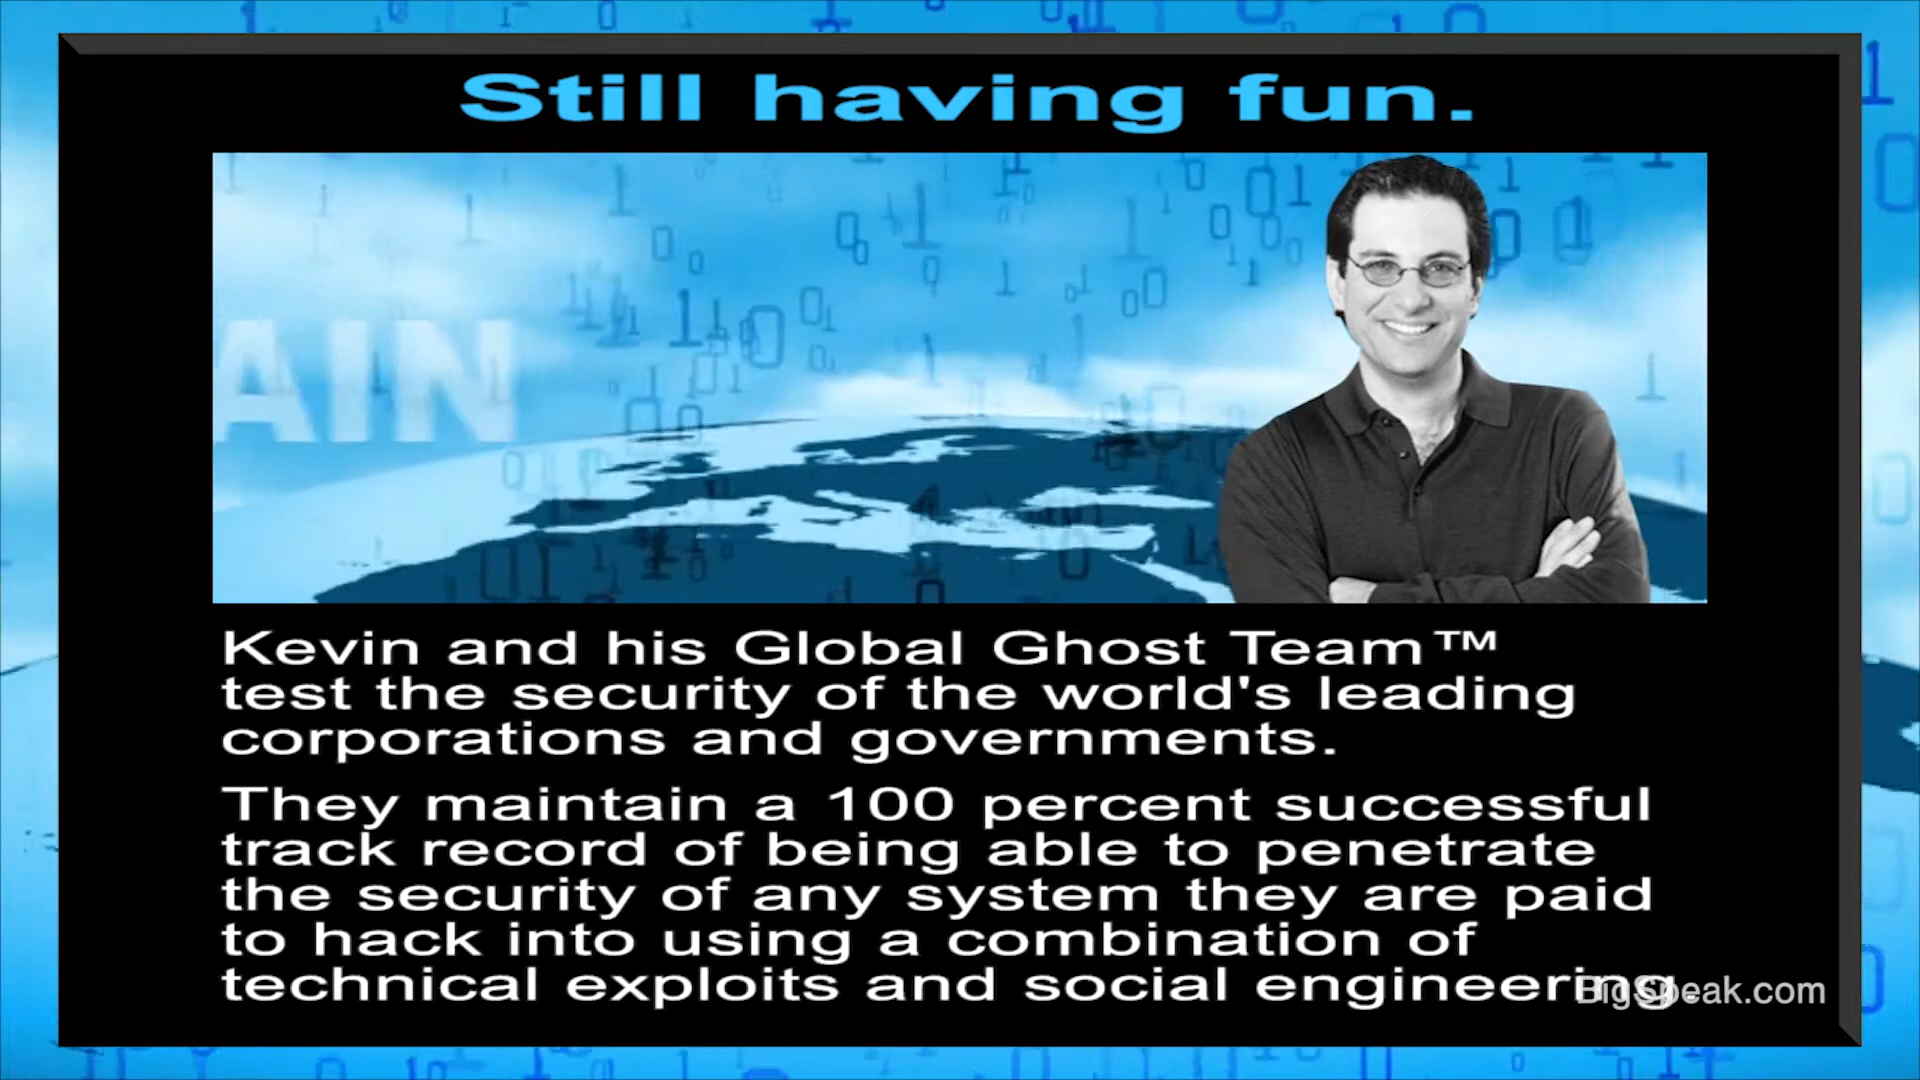 Still having fun.
AIN
Kevin and his Global Ghost Team™
test the security of the world's leading
corporations and governments.
They maintain a 100 percent successful
track record of being able to penetrate
the security of any system they are paid
to hack into using a combination of
technical exploits and social engineering
BigSpeak.com